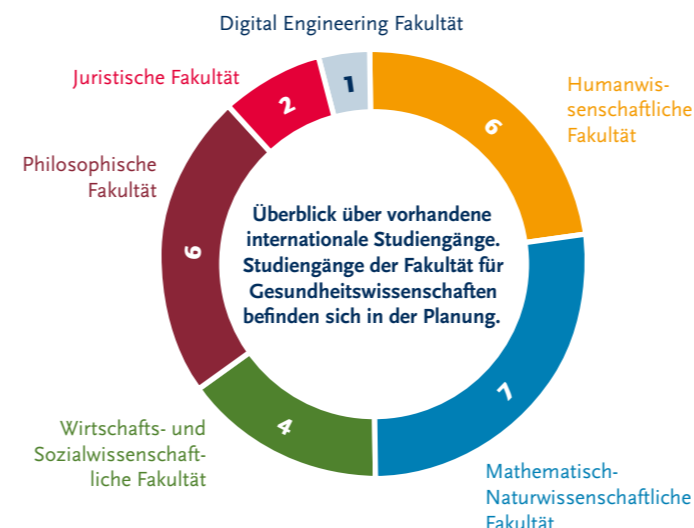 Digital Engineering Fakultät
Juristische Fakultät
1
2
Humanwis-
senschaftliche
Fakultät
6
Philosophische
Fakultät
6
Überblick über vorhandene
internationale Studiengänge.
Studiengänge der Fakultät für
Gesundheitswissenschaften
befinden sich in der Planung.
7
4
Wirtschafts- und
Sozialwissenschaft-
liche Fakultät
Mathematisch-
Naturwissenschaftliche
Fakultät